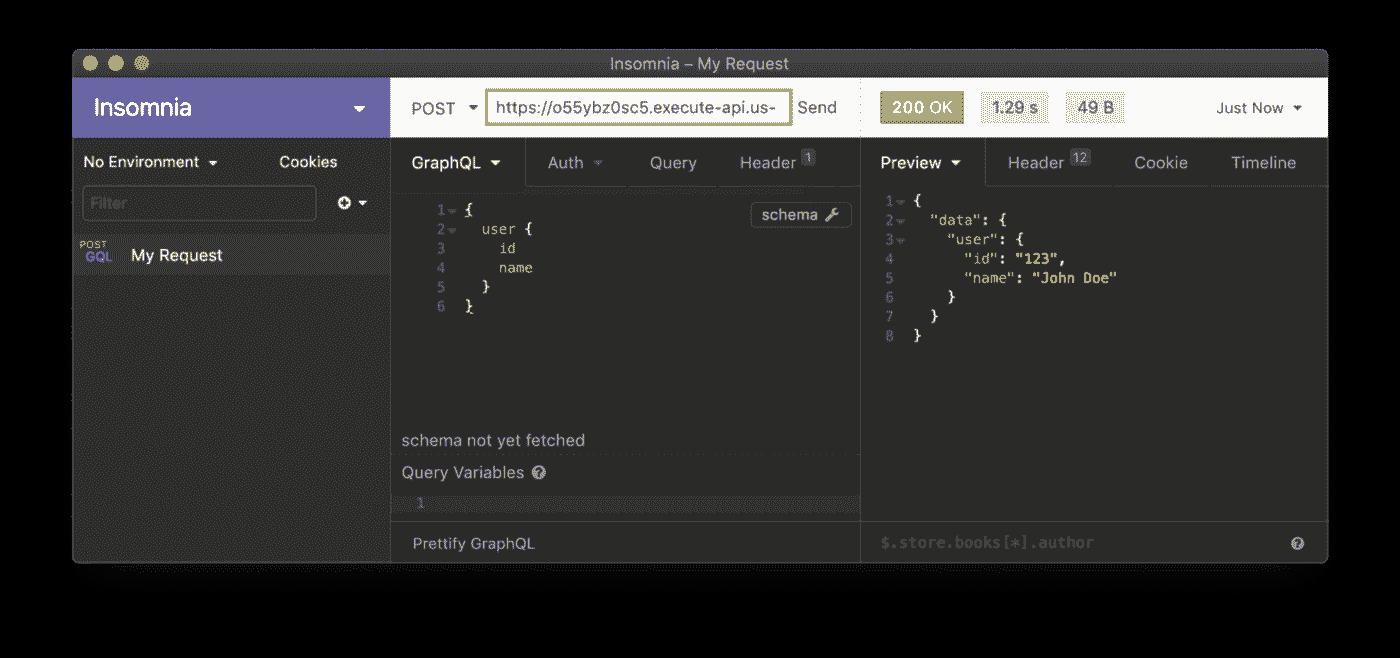 Insomnia – My Request
Insomnia
POST https://o55ybz0sc5.execute-api.us- Send
200 OK 1.29 s 49 B Just Now
No Environment Cookies
GraphQL Auth Query Header 1
Preview Header 12 Cookie Timeline
Filter
POST
GQL My Request
schema
1 {
2 user {
3 id
4 name
5 }
6 }
schema not yet fetched
Query Variables
1
Prettify GraphQL
1 {
2 "data": {
3 "user": {
4 "id": "123",
5 "name": "John Doe"
6 }
7 }
8 }
$.store.books[*].author